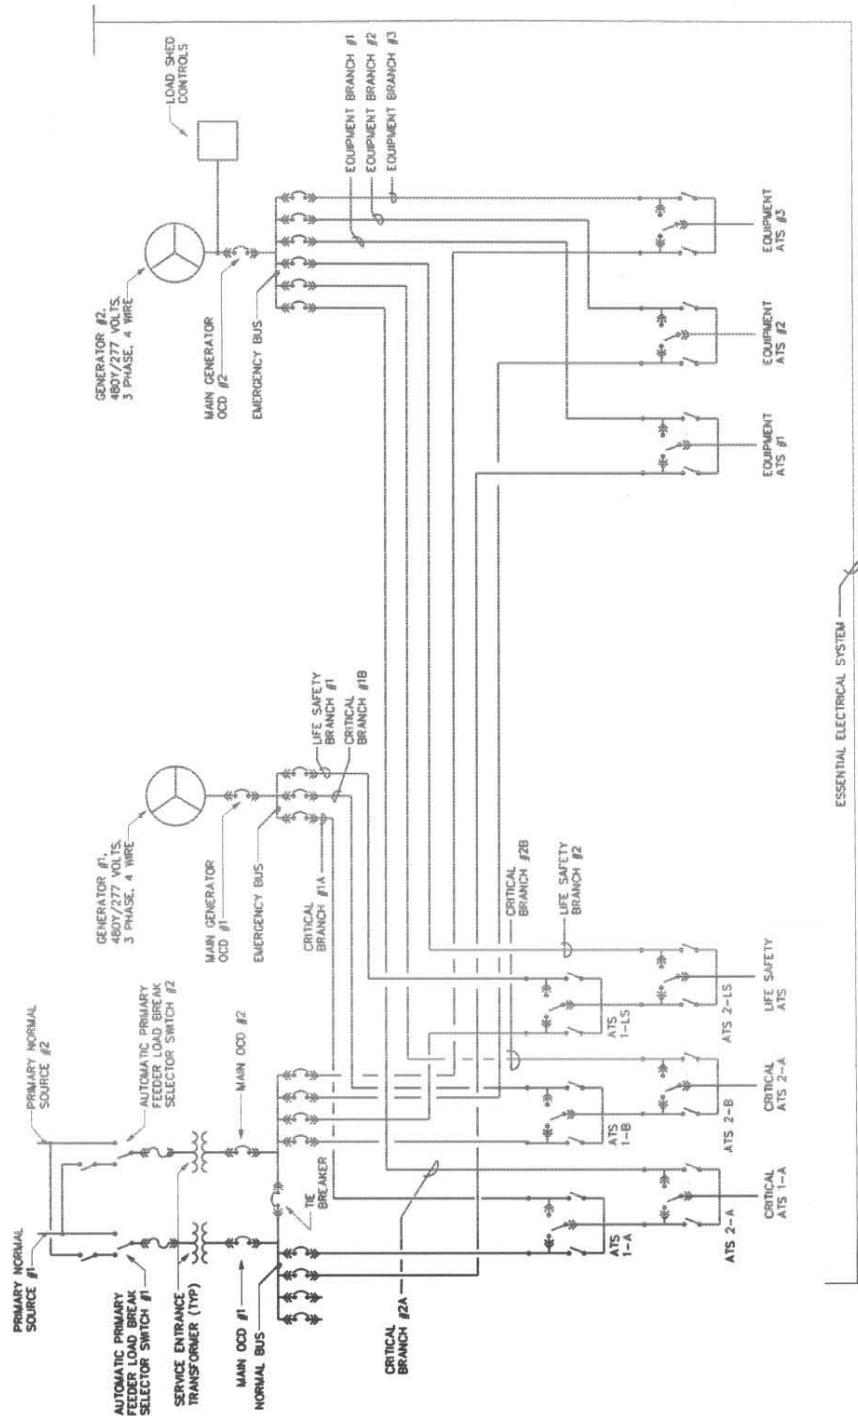 PRIMARY NORMAL
SOURCE #1
PRIMARY NORMAL
SOURCE #2
AUTOMATIC PRIMARY
FEEDER LOAD BREAK
SELECTOR SWITCH #1
AUTOMATIC PRIMARY
FEEDER LOAD BREAK
SELECTOR SWITCH #2
SERVICE ENTRANCE
TRANSFORMER (TYP)
MAIN OCD #1
NORMAL BUS
MAIN OCD #2
TIE
BREAKER
GENERATOR #1,
480Y/277 VOLTS,
3 PHASE, 4 WIRE
MAIN GENERATOR
OCD #1
EMERGENCY BUS
CRITICAL
BRANCH #1A
LIFE SAFETY
BRANCH #1
CRITICAL
BRANCH #1B
GENERATOR #2,
480Y/277 VOLTS,
3 PHASE, 4 WIRE
LOAD SHED
CONTROLS
MAIN GENERATOR
OCD #2
EMERGENCY BUS
EQUIPMENT BRANCH #1
EQUIPMENT BRANCH #2
EQUIPMENT BRANCH #3
CRITICAL
BRANCH #2A
CRITICAL
BRANCH #2B
LIFE SAFETY
BRANCH #2
ATS
1-A
ATS
1-B
ATS
1-LS
ATS 2-A
ATS 2-B
ATS 2-LS
CRITICAL
ATS 1-A
CRITICAL
ATS 2-A
LIFE SAFETY
ATS
EQUIPMENT
ATS #1
EQUIPMENT
ATS #2
EQUIPMENT
ATS #3
ESSENTIAL ELECTRICAL SYSTEM